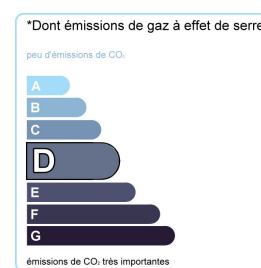 *Dont émissions de gaz à effet de serre
peu d'émissions de CO₂
A
B
C
D
E
F
G
émissions de CO₂ très importantes